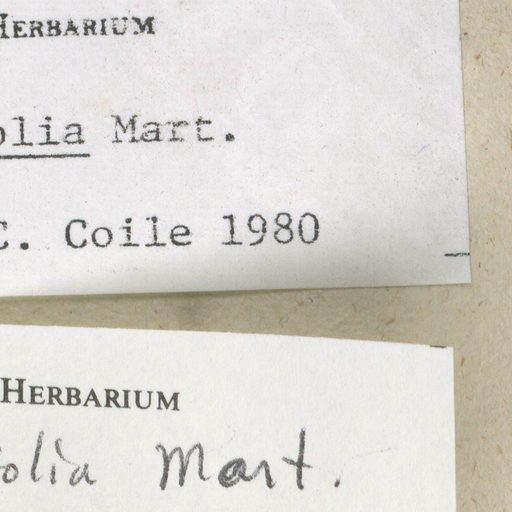 HERBARIUM
olia Mart.
C. Coile 1980
HERBARIUM
olia Mart.